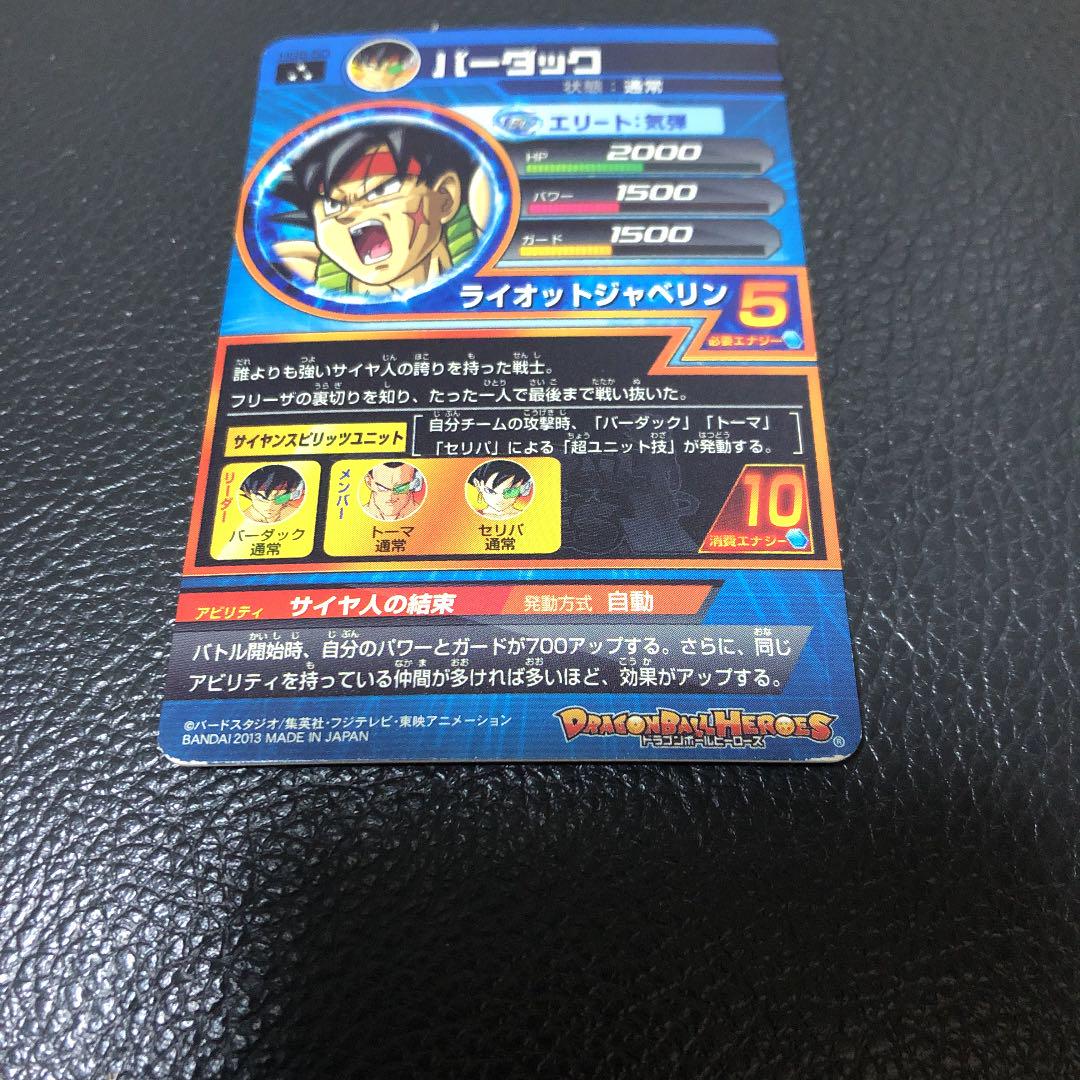 バーダック
状態：通常
エリート：気弾
HP 2000
パワー 1500
ガード 1500
ライオットジャベリン 5
必要エナジー
誰よりも強いサイヤ人の誇りを持った戦士。
フリーザの裏切りを知り、たった一人で最後まで戦い抜いた。
サイヤンスピリッツユニット
自分チームの攻撃時、「バーダック」「トーマ」
「セリパ」による「超ユニット技」が発動する。
リーダー
バーダック
通常
メンバー
トーマ
通常
セリパ
通常
10
消費エナジー
アビリティ サイヤ人の結束 発動方式 自動
バトル開始時、自分のパワーとガードが700アップする。さらに、同じ
アビリティを持っている仲間が多ければ多いほど、効果がアップする。
©バードスタジオ/集英社・フジテレビ・東映アニメーション
BANDAI 2013 MADE IN JAPAN
DRAGONBALL HEROES
ドラゴンボールヒーローズ
®